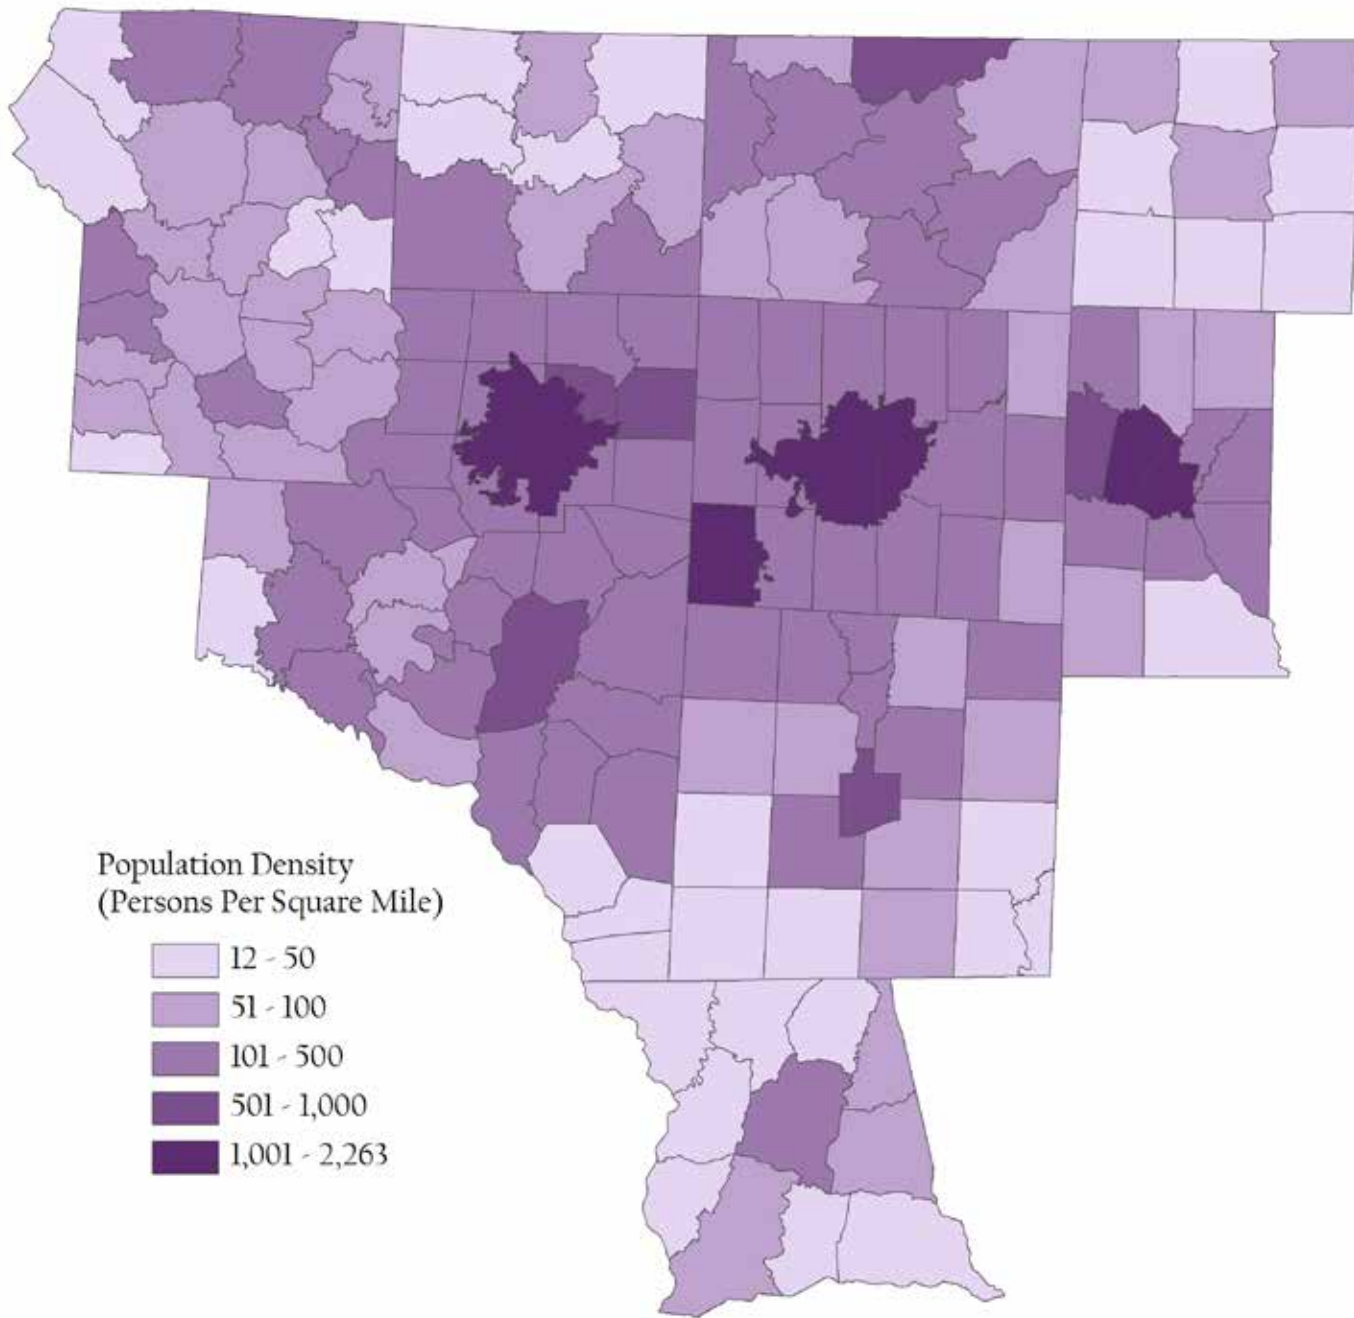 Population Density
(Persons Per Square Mile)
12 - 50
51 - 100
101 - 500
501 - 1,000
1,001 - 2,263